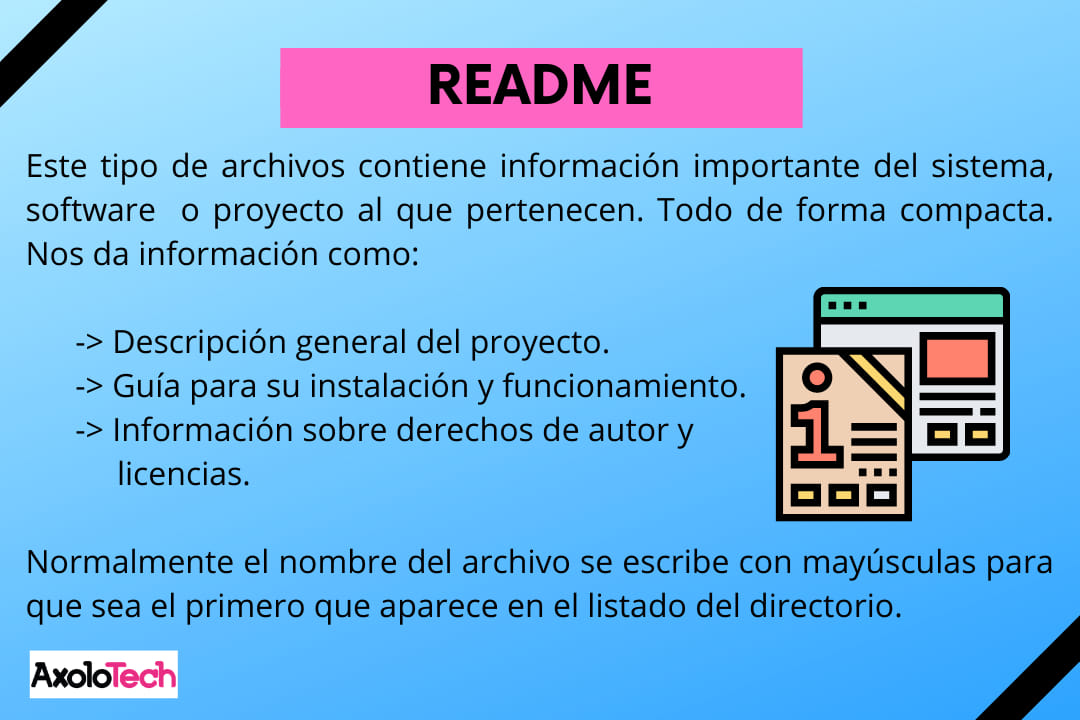 README
Este tipo de archivos contiene información importante del sistema,
software o proyecto al que pertenecen. Todo de forma compacta.
Nos da información como:
-> Descripción general del proyecto.
-> Guía para su instalación y funcionamiento.
-> Información sobre derechos de autor y
licencias.
Normalmente el nombre del archivo se escribe con mayúsculas para
que sea el primero que aparece en el listado del directorio.
AxoloTech